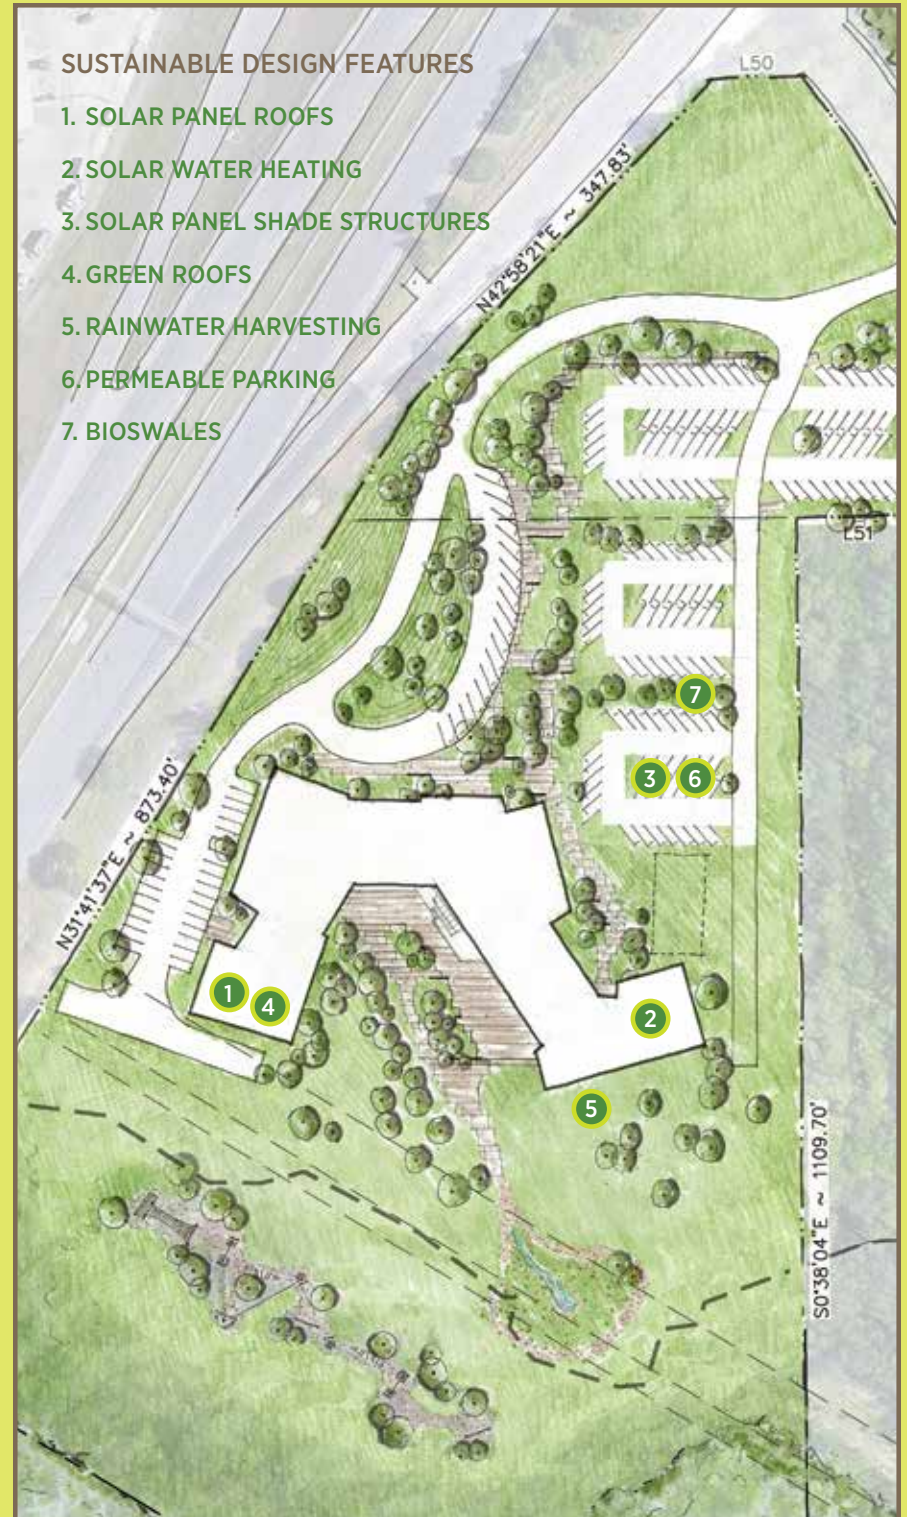 SUSTAINABLE DESIGN FEATURES
1. SOLAR PANEL ROOFS
2. SOLAR WATER HEATING
3. SOLAR PANEL SHADE STRUCTURES
4. GREEN ROOFS
5. RAINWATER HARVESTING
6. PERMEABLE PARKING
7. BIOSWALES
L50
N42°58'21"E ~ 347.83'
L51
7
3
6
N31°41'37"E ~ 873.40'
1
4
2
5
S0°38'04"E ~ 1109.70'